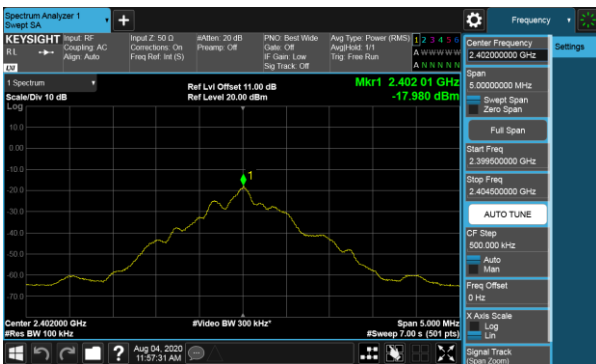 Spectrum Analyzer 1
Swept SA
+
Frequency
KEYSIGHT
RL
Input: RF
Coupling: AC
Align: Auto
Input Z: 50 Ω
Corrections: On
Freq Ref: Int (S)
#Atten: 20 dB
Preamp: Off
PNO: Best Wide
Gate: Off
IF Gain: Low
Sig Track: Off
Avg Type: Power (RMS)
Avg|Hold: 1/1
Trig: Free Run
1 2 3 4 5 6
A W W W W W
A N N N N N
1 Spectrum
Scale/Div 10 dB
Log
Ref Lvl Offset 11.00 dB
Ref Level 20.00 dBm
Mkr1 2.402 01 GHz
-17.980 dBm
10.0
0.00
-10.0
-20.0
-30.0
-40.0
-50.0
-60.0
-70.0
1
Center 2.402000 GHz
#Res BW 100 kHz
#Video BW 300 kHz*
Span 5.000 MHz
#Sweep 7.00 s (501 pts)
Aug 04, 2020
11:57:31 AM
Center Frequency
2.402000000 GHz
Span
5.00000000 MHz
Swept Span
Zero Span
Full Span
Start Freq
2.399500000 GHz
Stop Freq
2.404500000 GHz
AUTO TUNE
CF Step
500.000 kHz
Auto
Man
Freq Offset
0 Hz
X Axis Scale
Log
Lin
Signal Track
(Span Zoom)
Settings